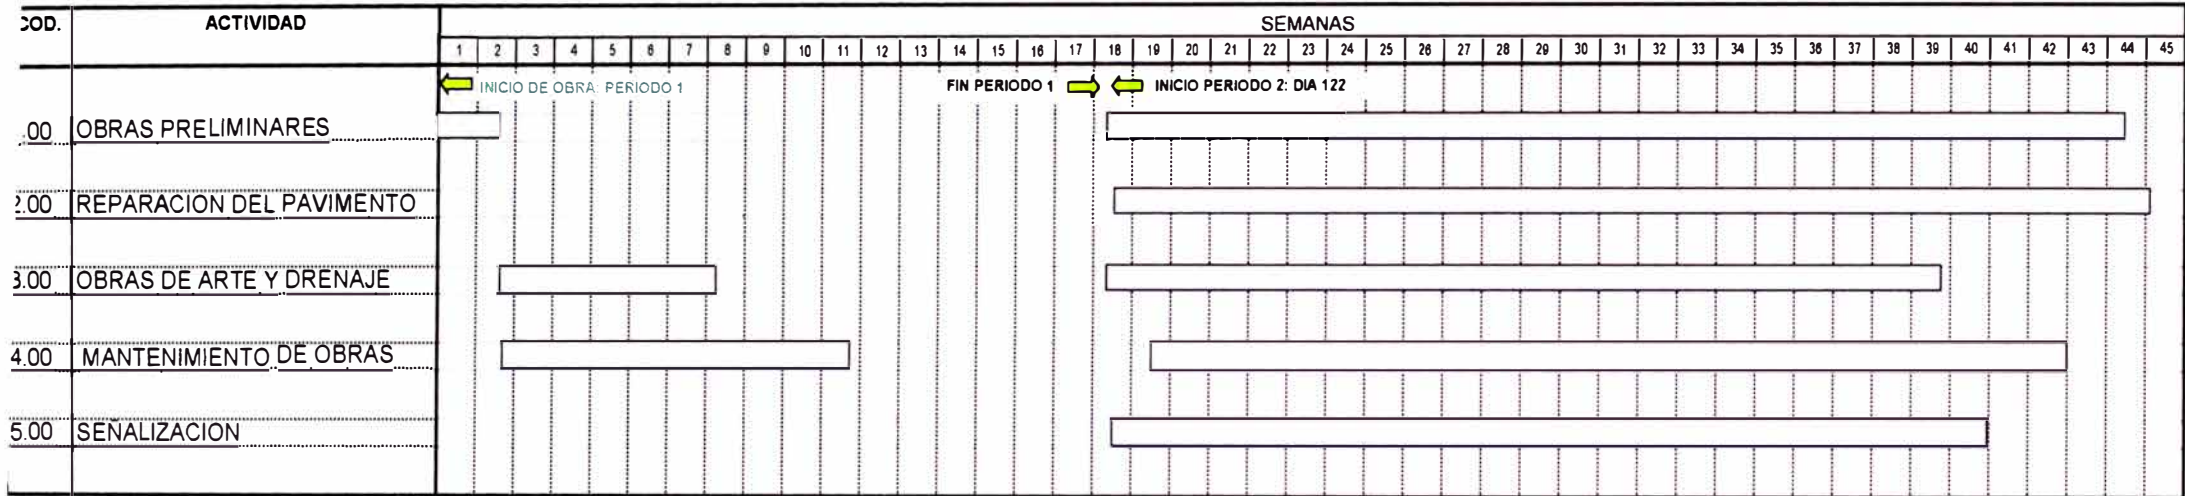 COD. ACTIVIDAD SEMANAS
1 2 3 4 5 6 7 8 9 10 11 12 13 14 15 16 17 18 19 20 21 22 23 24 25 26 27 28 29 30 31 32 33 34 35 36 37 38 39 40 41 42 43 44 45
INICIO DE OBRA: PERIODO 1 FIN PERIODO 1 INICIO PERIODO 2: DIA 122
.00 OBRAS PRELIMINARES
2.00 REPARACION DEL PAVIMENTO
3.00 OBRAS DE ARTE Y DRENAJE
4.00 MANTENIMIENTO DE OBRAS
5.00 SEÑALIZACION